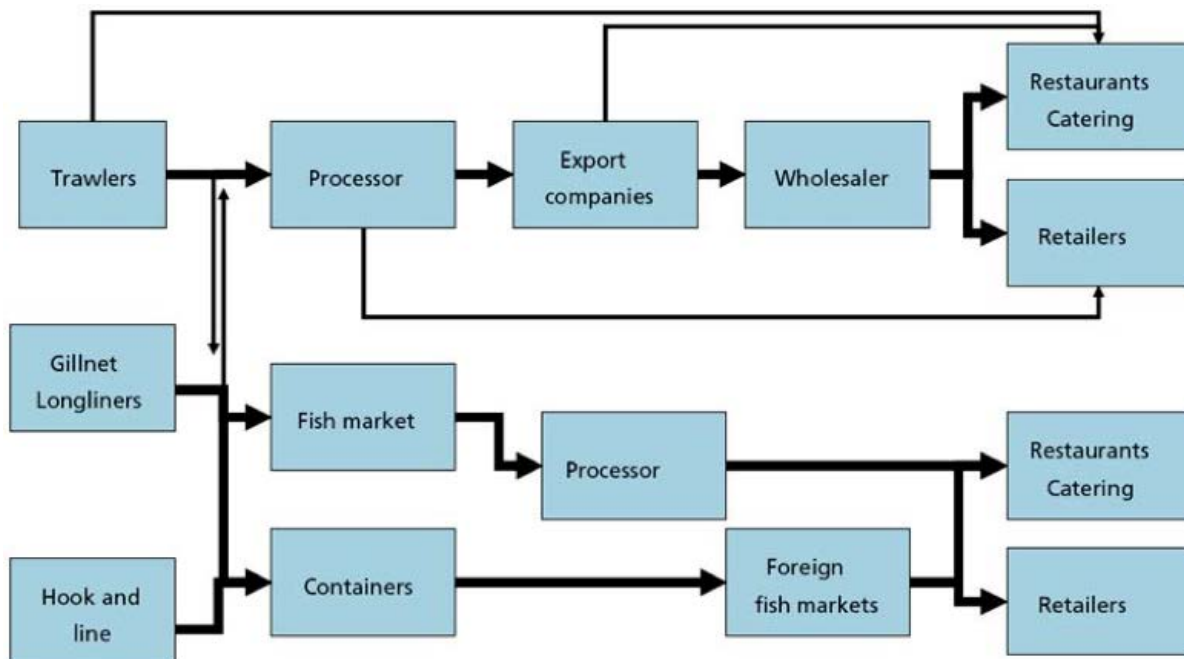 Trawlers
Processor
Export
companies
Wholesaler
Restaurants
Catering
Retailers
Gillnet
Longliners
Fish market
Processor
Restaurants
Catering
Hook and
line
Containers
Foreign
fish markets
Retailers